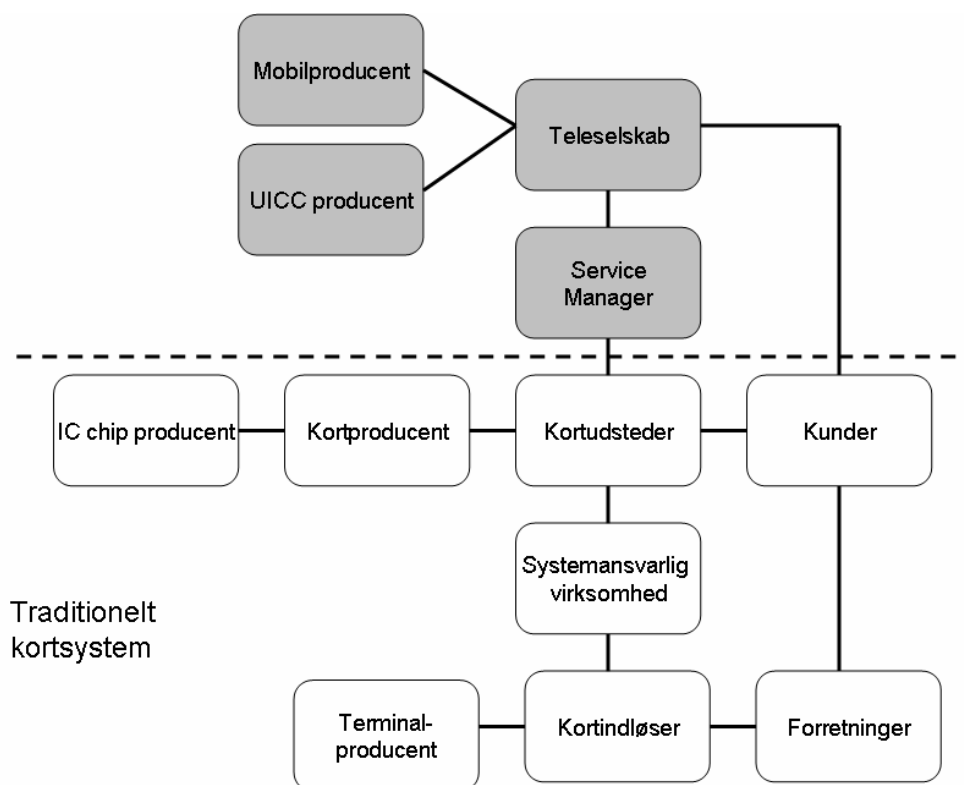 Mobilproducent
Teleselskab
UICC producent
Service
Manager
IC chip producent
Kortproducent
Kortudsteder
Kunder
Systemansvarlig
virksomhed
Traditionelt
kortsystem
Terminal-
producent
Kortindløser
Forretninger